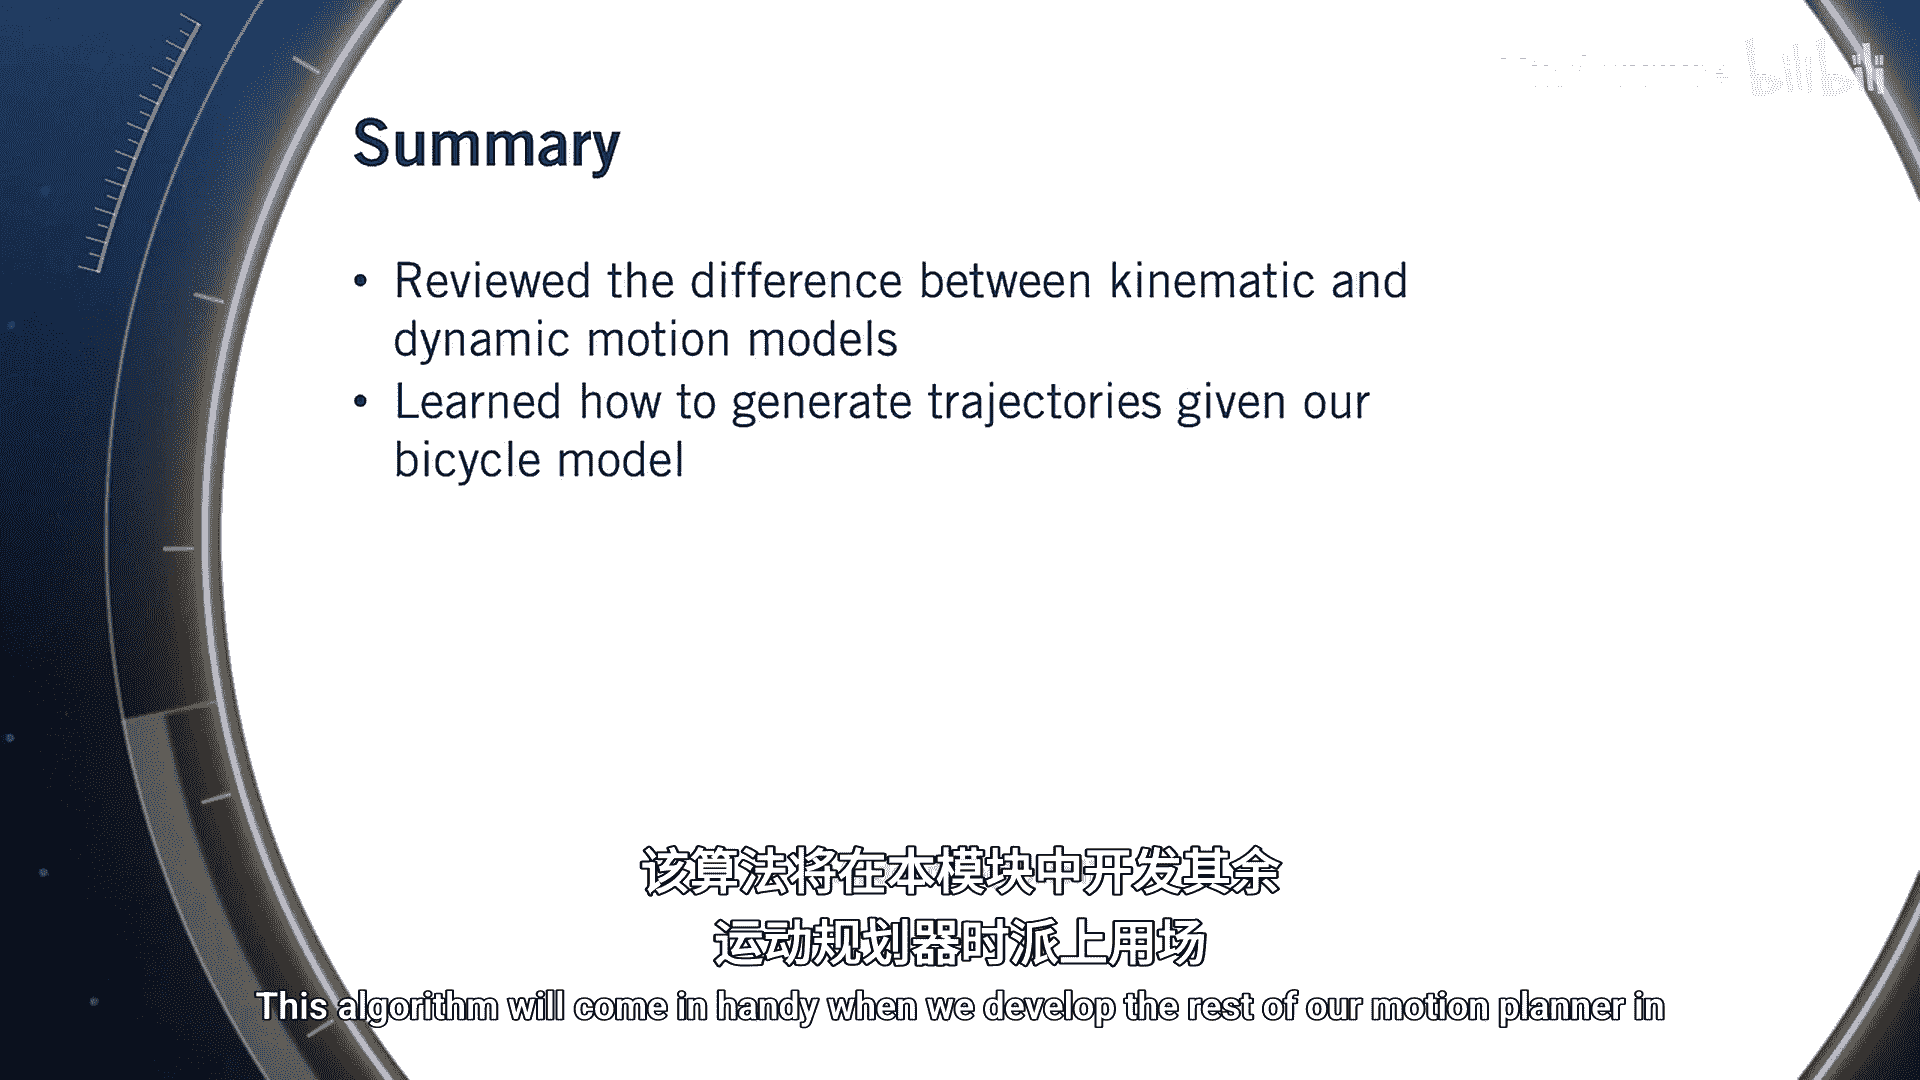 bilibili
Summary
• Reviewed the difference between kinematic and
dynamic motion models
• Learned how to generate trajectories given our
bicycle model
该算法将在本模块中开发其余
运动规划器时派上用场
This algorithm will come in handy when we develop the rest of our motion planner in